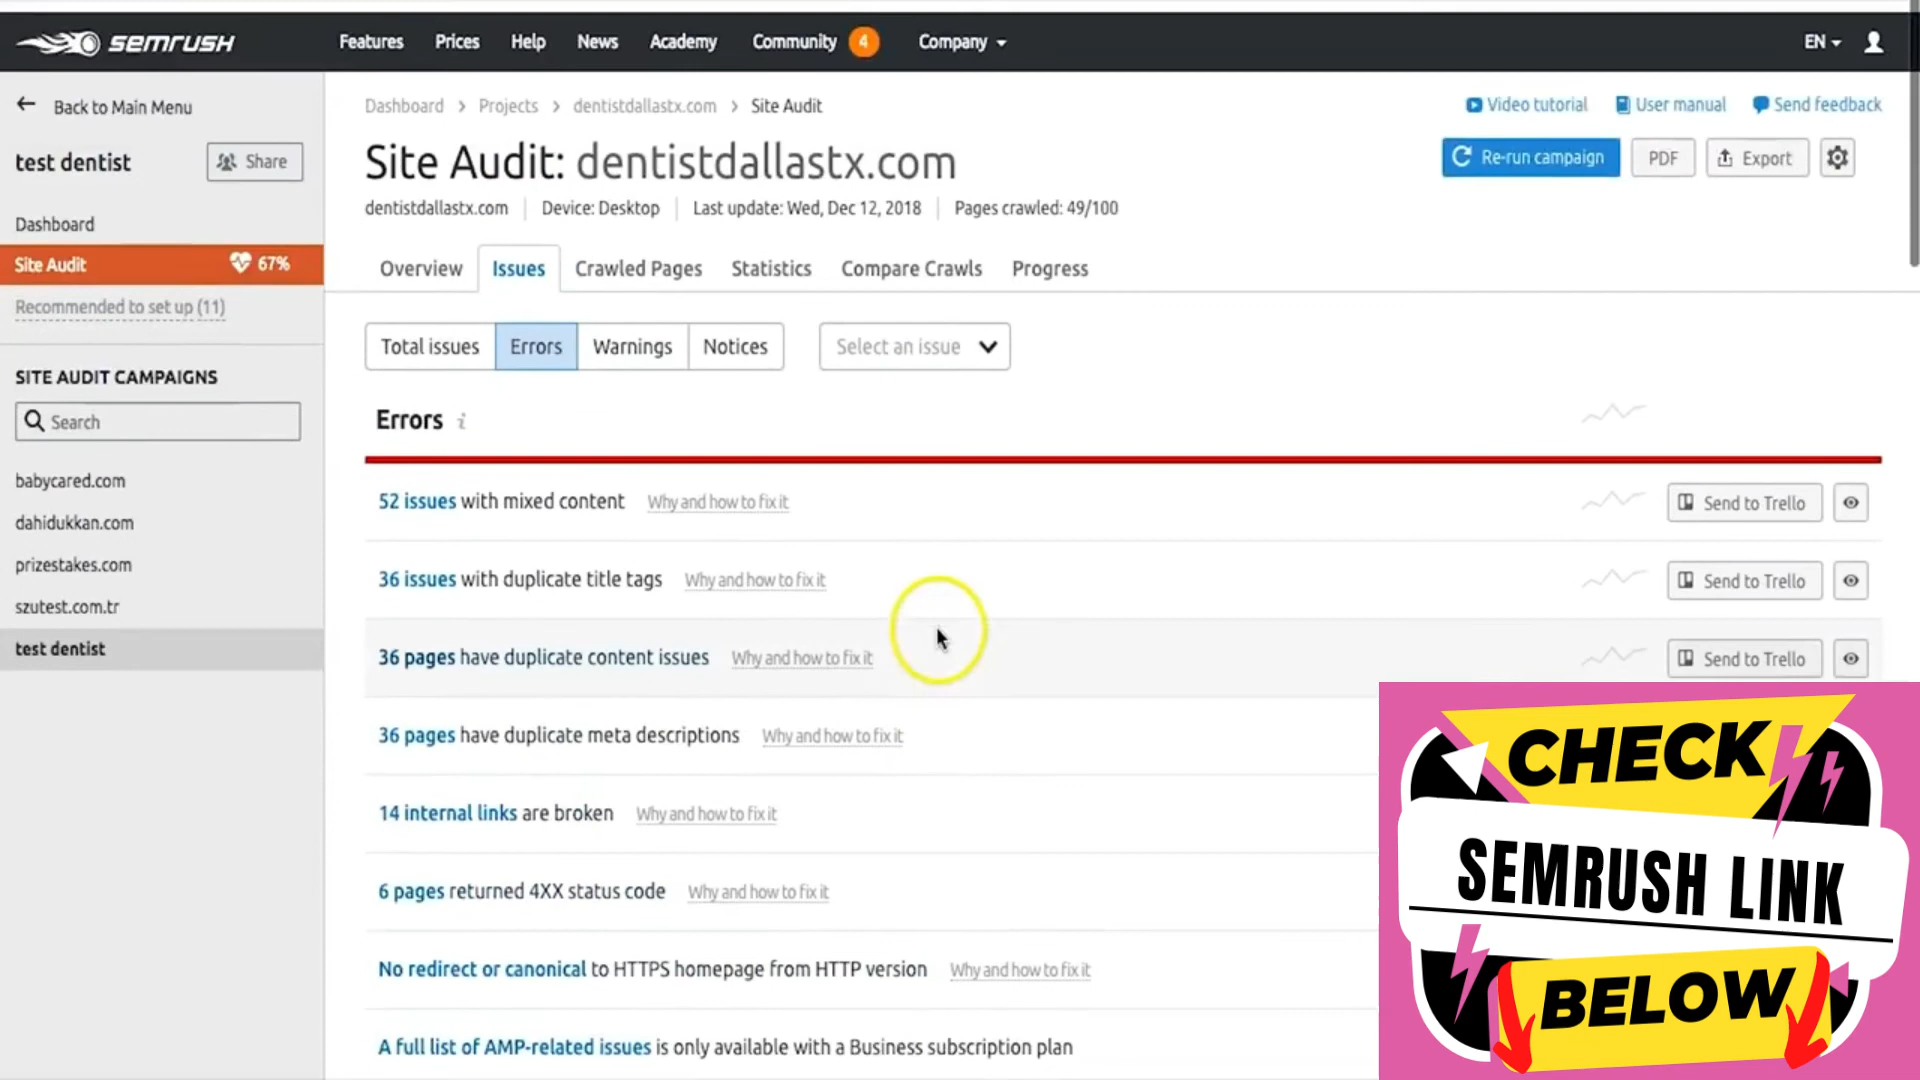 semrush
Features Prices Help News Academy Community 4 Company EN
Back to Main Menu
test dentist Share
Dashboard
Site Audit 67%
Recommended to set up (11)
SITE AUDIT CAMPAIGNS
Search
babycared.com
dahidukkan.com
prizestakes.com
szutest.com.tr
test dentist
Dashboard > Projects > dentistdallastx.com > Site Audit
Video tutorial User manual Send feedback
Site Audit: dentistdallastx.com
Re-run campaign PDF Export
dentistdallastx.com Device: Desktop Last update: Wed, Dec 12, 2018 Pages crawled: 49/100
Overview Issues Crawled Pages Statistics Compare Crawls Progress
Total issues Errors Warnings Notices Select an issue
Errors i
52 issues with mixed content Why and how to fix it Send to Trello
36 issues with duplicate title tags Why and how to fix it Send to Trello
36 pages have duplicate content issues Why and how to fix it Send to Trello
36 pages have duplicate meta descriptions Why and how to fix it
14 internal links are broken Why and how to fix it
6 pages returned 4XX status code Why and how to fix it
No redirect or canonical to HTTPS homepage from HTTP version Why and how to fix it
A full list of AMP-related issues is only available with a Business subscription plan
CHECK
SEMRUSH LINK
BELOW